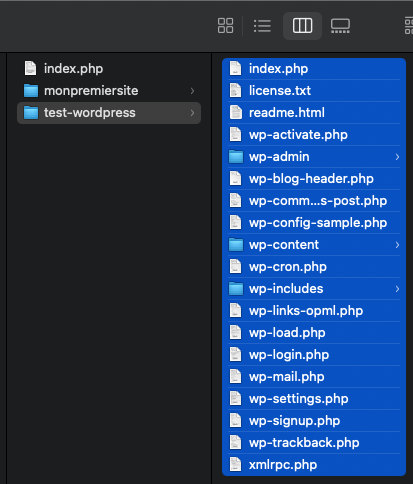 index.php
monpremiersite
test-wordpress
index.php
license.txt
readme.html
wp-activate.php
wp-admin
wp-blog-header.php
wp-comm...s-post.php
wp-config-sample.php
wp-content
wp-cron.php
wp-includes
wp-links-opml.php
wp-load.php
wp-login.php
wp-mail.php
wp-settings.php
wp-signup.php
wp-trackback.php
xmlrpc.php